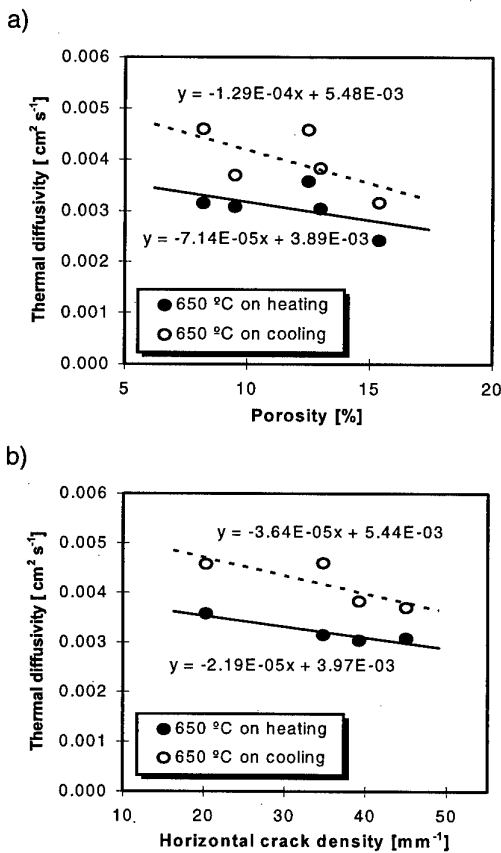 a)
0.006
0.005
0.004
0.003
0.002
0.001
0.000
Thermal diffusivity [ cm² s⁻¹]
y = -1.29E-04x + 5.48E-03
y = -7.14E-05x + 3.89E-03
650 ºC on heating
650 ºC on cooling
5 10 15 20
Porosity [%]
b)
0.006
0.005
0.004
0.003
0.002
0.001
0.000
Thermal diffusivity [ cm² s⁻¹]
y = -3.64E-05x + 5.44E-03
y = -2.19E-05x + 3.97E-03
650 ºC on heating
650 ºC on cooling
10 20 30 40 50
Horizontal crack density [mm⁻¹]